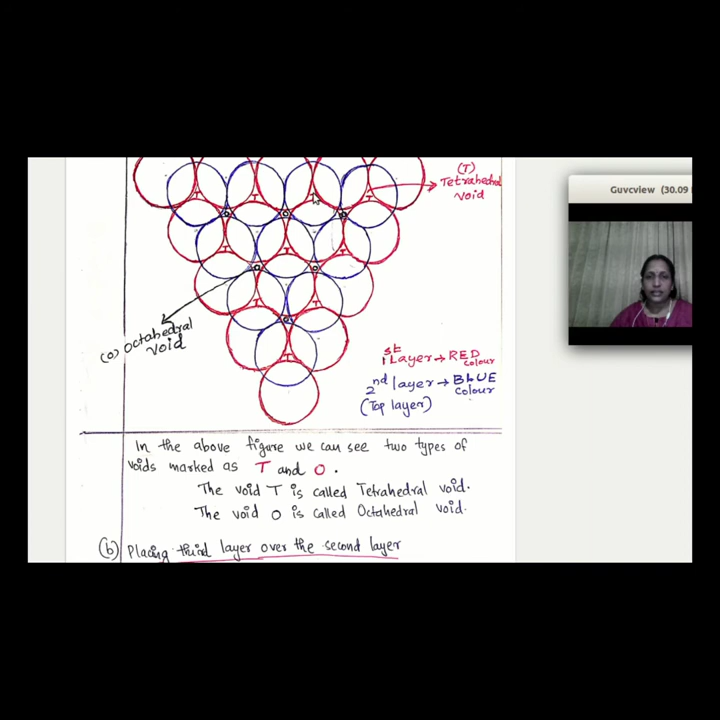 (T)
Tetrahedral
void
Guvcview (30.09
T T T T
O O O
T T T
O O
(O) Octahedral
void
T T
O
T
1st Layer → RED
colour
2nd layer → BLUE
colour
(Top layer)
In the above figure we can see two types of
voids marked as T and O.
The void T is called Tetrahedral void.
The void O is called Octahedral void.
(b) Placing third layer over the second layer